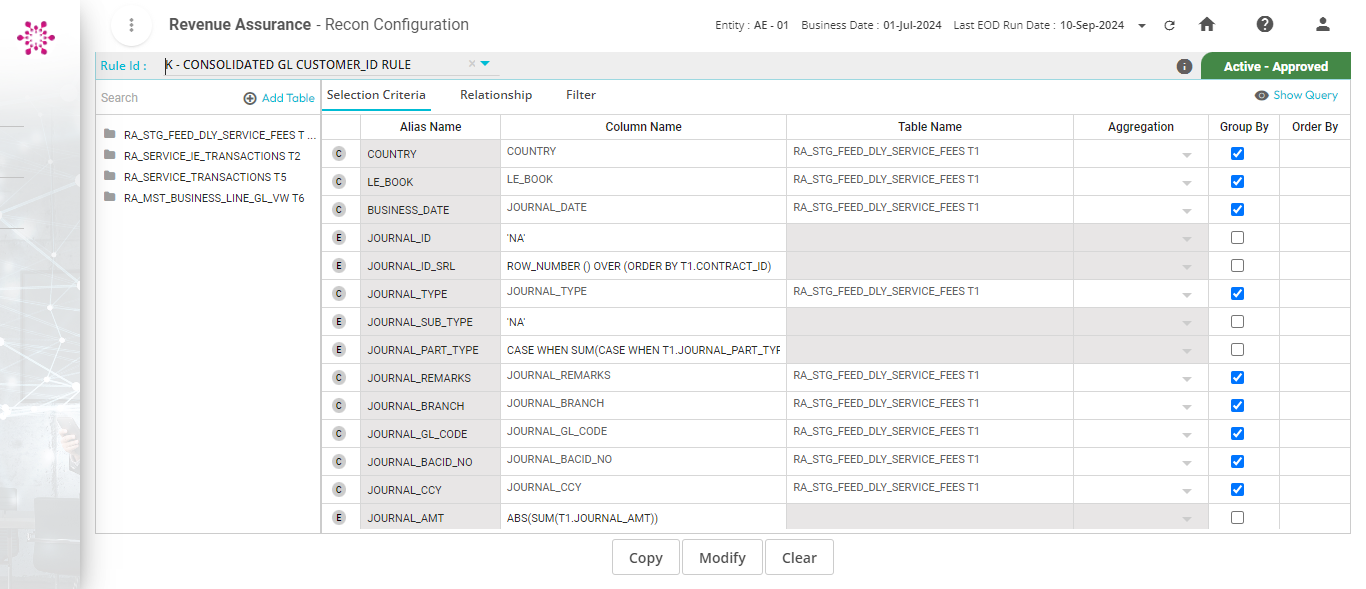 Revenue Assurance - Recon Configuration
Entity : AE - 01 Business Date : 01-Jul-2024 Last EOD Run Date : 10-Sep-2024
Rule Id : K - CONSOLIDATED GL CUSTOMER_ID RULE
Active - Approved
Search Add Table
Selection Criteria Relationship Filter Show Query
RA_STG_FEED_DLY_SERVICE_FEES T ...
RA_SERVICE_IE_TRANSACTIONS T2
RA_SERVICE_TRANSACTIONS T5
RA_MST_BUSINESS_LINE_GL_VW T6
Alias Name Column Name Table Name Aggregation Group By Order By
C COUNTRY COUNTRY RA_STG_FEED_DLY_SERVICE_FEES T1
C LE_BOOK LE_BOOK RA_STG_FEED_DLY_SERVICE_FEES T1
C BUSINESS_DATE JOURNAL_DATE RA_STG_FEED_DLY_SERVICE_FEES T1
E JOURNAL_ID 'NA'
E JOURNAL_ID_SRL ROW_NUMBER () OVER (ORDER BY T1.CONTRACT_ID)
C JOURNAL_TYPE JOURNAL_TYPE RA_STG_FEED_DLY_SERVICE_FEES T1
E JOURNAL_SUB_TYPE 'NA'
E JOURNAL_PART_TYPE CASE WHEN SUM(CASE WHEN T1.JOURNAL_PART_TYP
C JOURNAL_REMARKS JOURNAL_REMARKS RA_STG_FEED_DLY_SERVICE_FEES T1
C JOURNAL_BRANCH JOURNAL_BRANCH RA_STG_FEED_DLY_SERVICE_FEES T1
C JOURNAL_GL_CODE JOURNAL_GL_CODE RA_STG_FEED_DLY_SERVICE_FEES T1
C JOURNAL_BACID_NO JOURNAL_BACID_NO RA_STG_FEED_DLY_SERVICE_FEES T1
C JOURNAL_CCY JOURNAL_CCY RA_STG_FEED_DLY_SERVICE_FEES T1
E JOURNAL_AMT ABS(SUM(T1.JOURNAL_AMT))
Copy Modify Clear